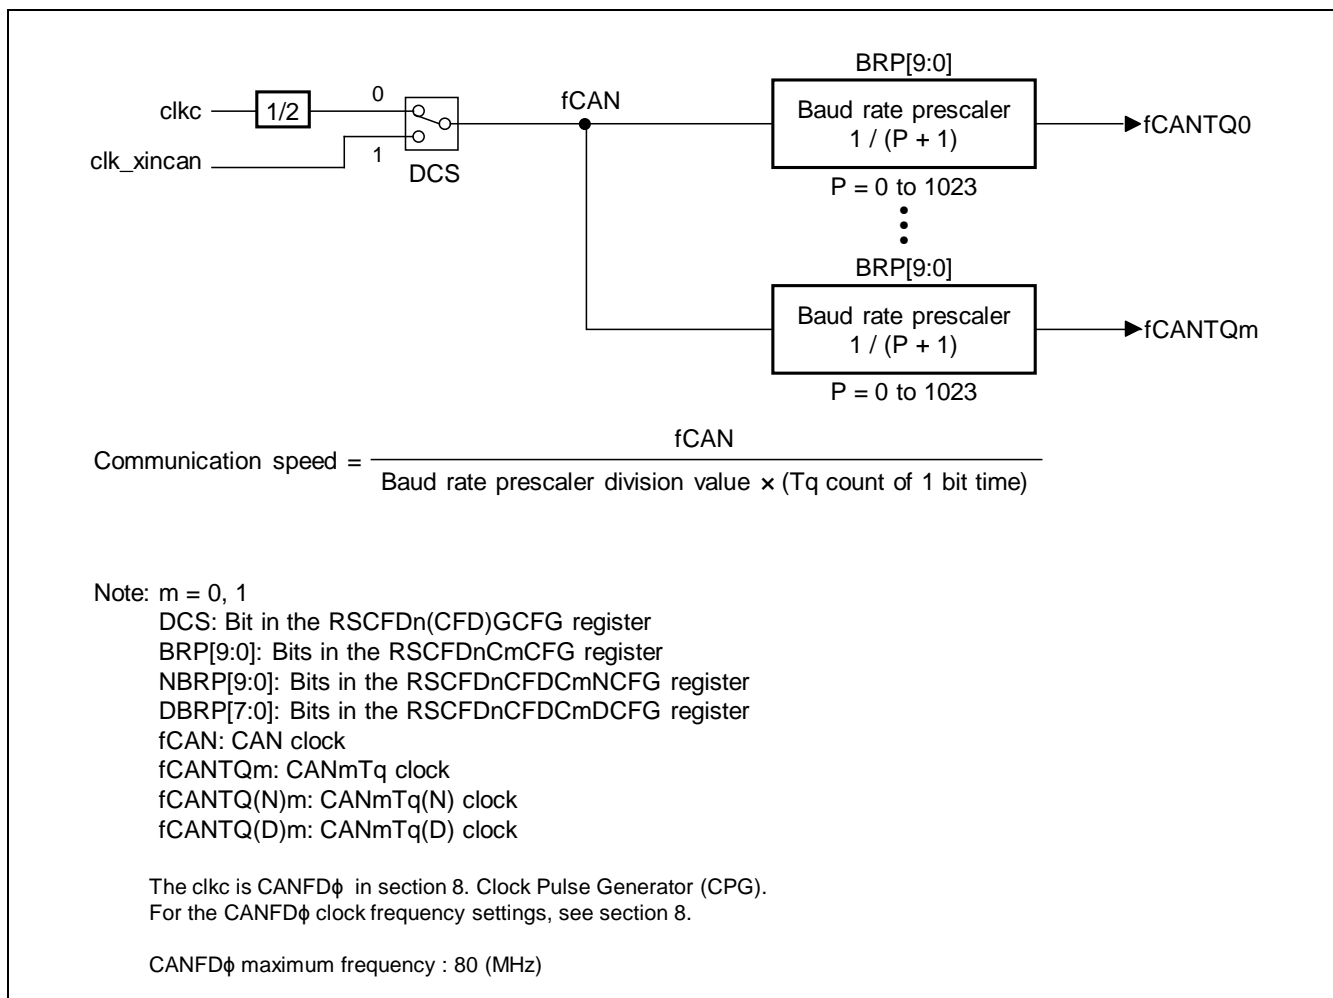 BRP[9:0]
clkc
1/2
0
fCAN
Baud rate prescaler
1 / (P + 1)
fCANTQ0
clk_xincan
1
DCS
P = 0 to 1023
BRP[9:0]
Baud rate prescaler
1 / (P + 1)
fCANTQm
P = 0 to 1023
fCAN
Communication speed =
Baud rate prescaler division value × (Tq count of 1 bit time)
Note: m = 0, 1
DCS: Bit in the RSCFDn(CFD)GCFG register
BRP[9:0]: Bits in the RSCFDnCmCFG register
NBRP[9:0]: Bits in the RSCFDnCFDCmNCFG register
DBRP[7:0]: Bits in the RSCFDnCFDCmDCFG register
fCAN: CAN clock
fCANTQm: CANmTq clock
fCANTQ(N)m: CANmTq(N) clock
fCANTQ(D)m: CANmTq(D) clock
The clkc is CANFDϕ in section 8. Clock Pulse Generator (CPG).
For the CANFDϕ clock frequency settings, see section 8.
CANFDϕ maximum frequency : 80 (MHz)